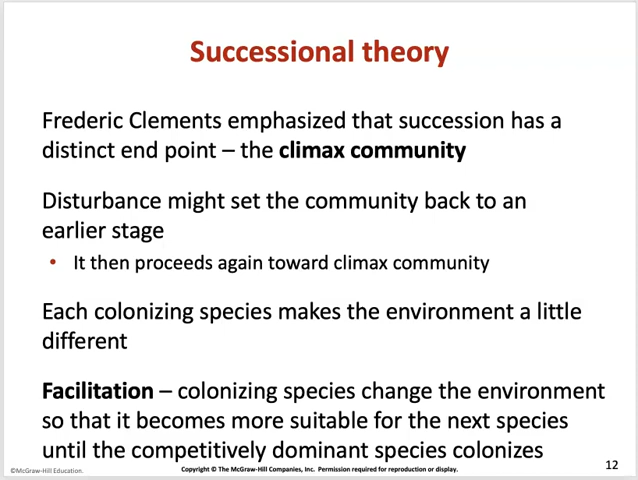 Successional theory
Frederic Clements emphasized that succession has a
distinct end point – the climax community
Disturbance might set the community back to an
earlier stage
• It then proceeds again toward climax community
Each colonizing species makes the environment a little
different
Facilitation – colonizing species change the environment
so that it becomes more suitable for the next species
until the competitively dominant species colonizes
©McGraw-Hill Education.
Copyright © The McGraw-Hill Companies, Inc. Permission required for reproduction or display.
12